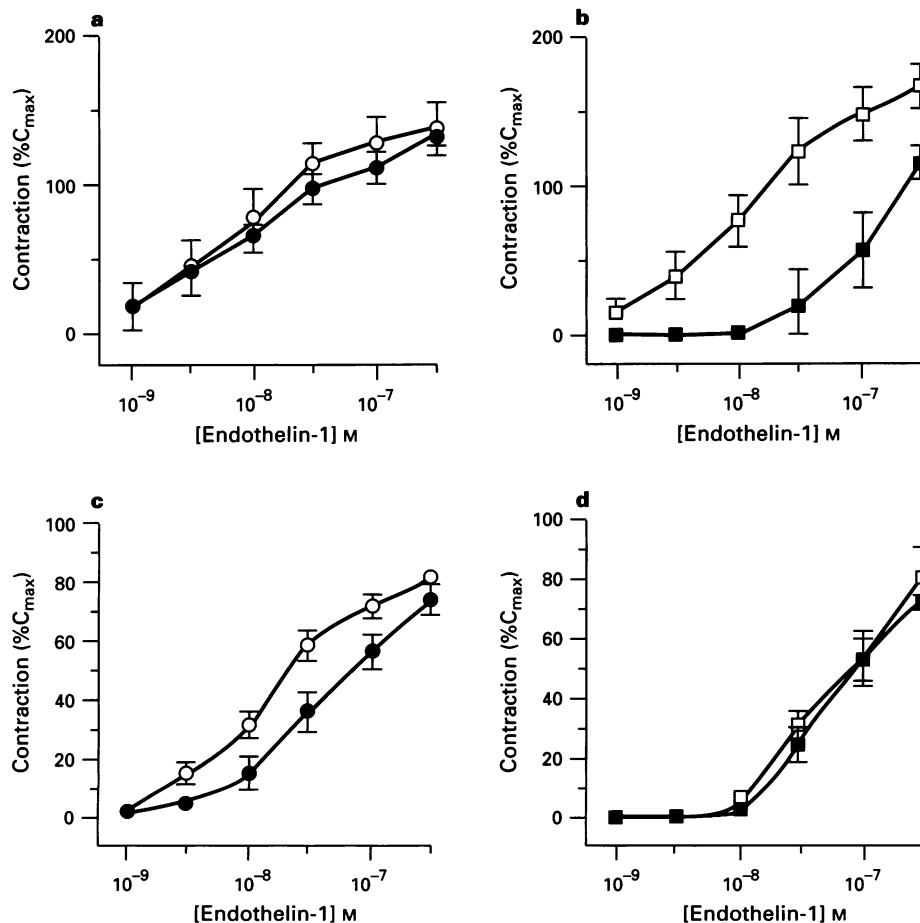 a
200
100
0
Contraction (%Cmax)
10⁻⁹ 10⁻⁸ 10⁻⁷
[Endothelin-1] M
b
200
100
0
Contraction (%Cmax)
10⁻⁹ 10⁻⁸ 10⁻⁷
[Endothelin-1] M
c
100
80
60
40
20
0
Contraction (%Cmax)
10⁻⁹ 10⁻⁸ 10⁻⁷
[Endothelin-1] M
d
100
80
60
40
20
0
Contraction (%Cmax)
10⁻⁹ 10⁻⁸ 10⁻⁷
[Endothelin-1] M